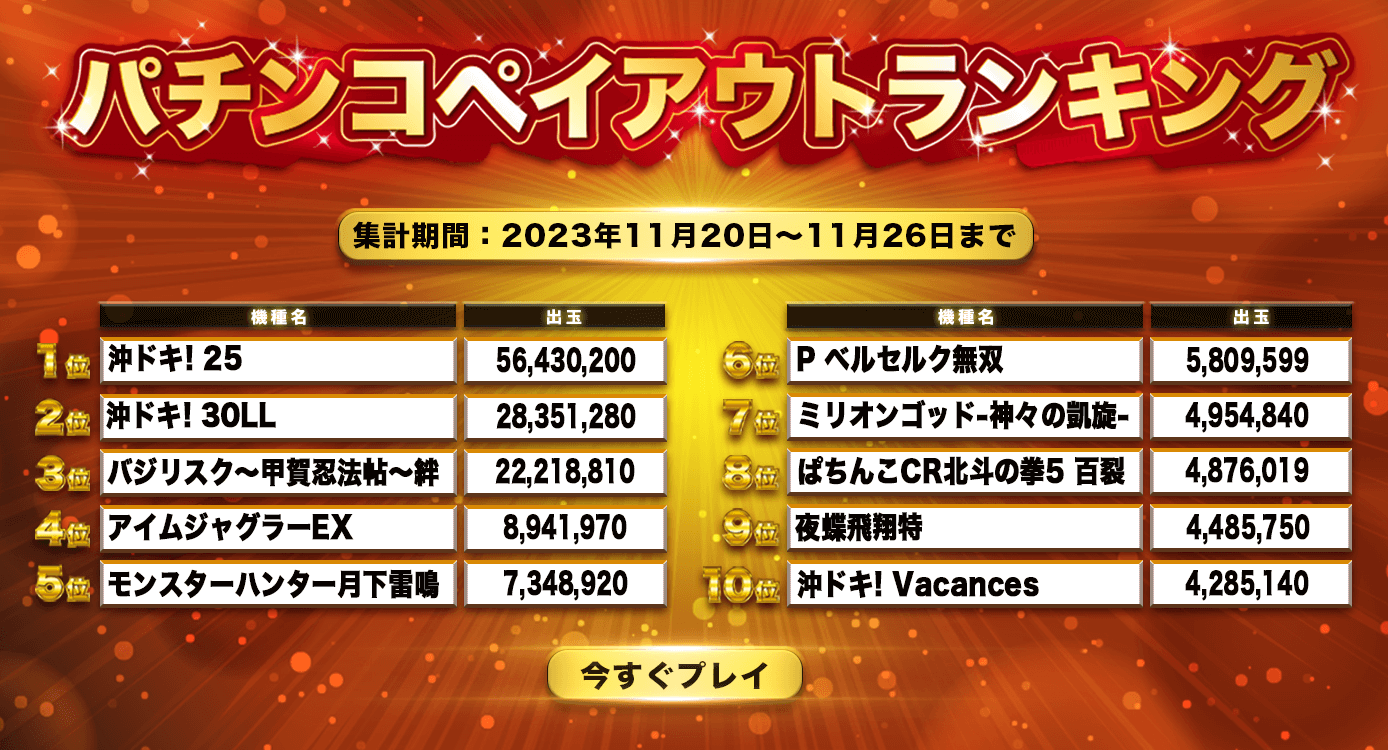 パチンコペイアウトランキング
集計期間：2023年11月20日～11月26日まで
機種名 出玉
1位 沖ドキ! 25 56,430,200
2位 沖ドキ! 30LL 28,351,280
3位 バジリスク～甲賀忍法帖～絆 22,218,810
4位 アイムジャグラーEX 8,941,970
5位 モンスターハンター月下雷鳴 7,348,920
機種名 出玉
6位 P ベルセルク無双 5,809,599
7位 ミリオンゴッド-神々の凱旋- 4,954,840
8位 ぱちんこCR北斗の拳5 百裂 4,876,019
9位 夜蝶飛翔特 4,485,750
10位 沖ドキ! Vacances 4,285,140
今すぐプレイ